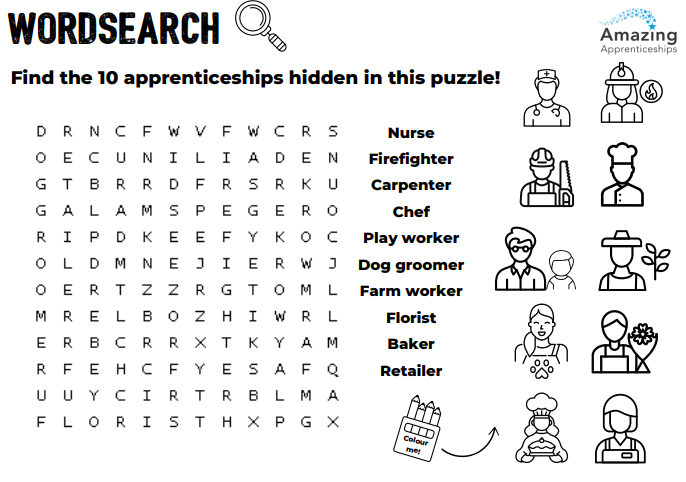 WORDSEARCH
Amazing
Apprenticeships
Find the 10 apprenticeships hidden in this puzzle!
D R N C F W V F W C R S
O E C U N I L I A D E N
G T B R R D F R S R K U
G A L A M S P E G E R O
R I P D K E E F Y K O C
O L D M N E J I E R W J
O E R T Z Z R G T O M L
M R E L B O Z H I W R L
E R B C R R X T K Y A M
R F E H C F Y E S A F Q
U U Y C I R T R B L M A
F L O R I S T H X P G X
Nurse
Firefighter
Carpenter
Chef
Play worker
Dog groomer
Farm worker
Florist
Baker
Retailer
Colour
me!